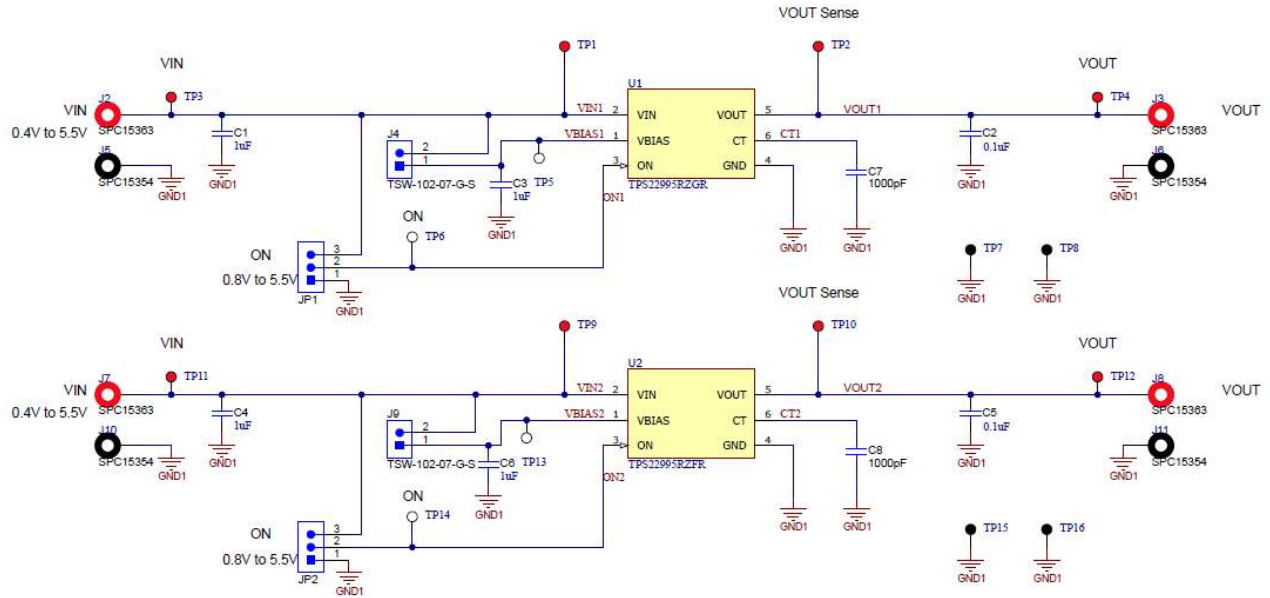 VOUT Sense
TP1
TP2
VIN
VOUT
J2
TP3
U1
TP4
J3
VIN
0.4V to 5.5V
SPC15363
VIN1
2
VIN
VOUT
5
VOUT1
SPC15363
VOUT
J5
SPC15354
GND1
C1
1uF
GND1
J4
2
1
TSW-102-07-G-S
VBIAS1
1
VBIAS
CT
6
CT1
TP5
3
ON
GND
4
C3
1uF
GND1
ON1
TPS22995RZGR
C7
1000pF
GND1
GND1
C2
0.1uF
GND1
J6
SPC15354
GND1
ON
TP6
ON
0.8V to 5.5V
3
2
1
JP1
GND1
TP7
TP8
GND1
GND1
VOUT Sense
TP9
TP10
VIN
VOUT
J7
TP11
U2
TP12
J8
VIN
0.4V to 5.5V
SPC15363
VIN2
2
VIN
VOUT
5
VOUT2
SPC15363
VOUT
J10
SPC15354
GND1
C4
1uF
GND1
J9
2
1
TSW-102-07-G-S
VBIAS2
1
VBIAS
CT
6
CT2
TP13
3
ON
GND
4
C6
1uF
GND1
ON2
TPS22995RZFR
C8
1000pF
GND1
GND1
C5
0.1uF
GND1
J11
SPC15354
GND1
ON
TP14
ON
0.8V to 5.5V
3
2
1
JP2
GND1
TP15
TP16
GND1
GND1